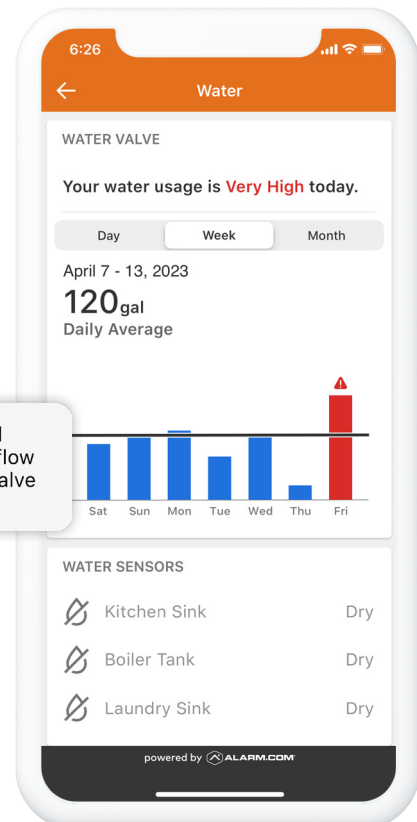 6:26
Water
WATER VALVE
Your water usage is Very High today.
Day Week Month
April 7 - 13, 2023
120gal
Daily Average
flow
Sat Sun Mon Tue Wed Thu Fri
WATER SENSORS
Kitchen Sink Dry
Boiler Tank Dry
Laundry Sink Dry
powered by ALARM.COM